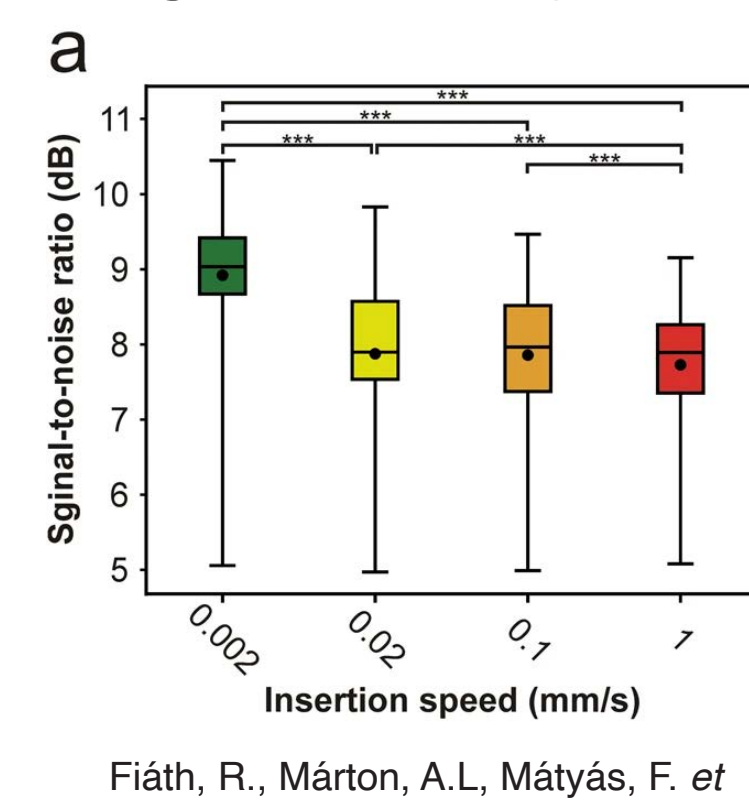 a
***
***
*** ***
***
11
10
9
8
7
6
5
Sginal-to-noise ratio (dB)
0.002 0.02 0.1 1
Insertion speed (mm/s)
Fiáth, R., Márton, A.L, Mátyás, F. et